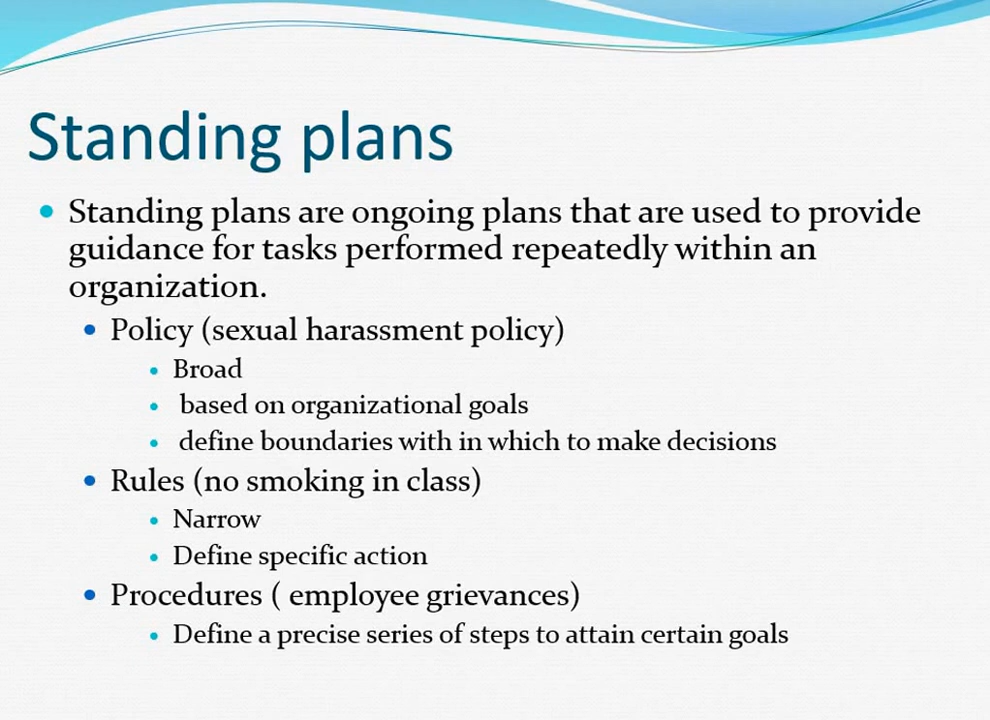 Standing plans
• Standing plans are ongoing plans that are used to provide
guidance for tasks performed repeatedly within an
organization.
• Policy (sexual harassment policy)
• Broad
• based on organizational goals
• define boundaries with in which to make decisions
• Rules (no smoking in class)
• Narrow
• Define specific action
• Procedures ( employee grievances)
• Define a precise series of steps to attain certain goals